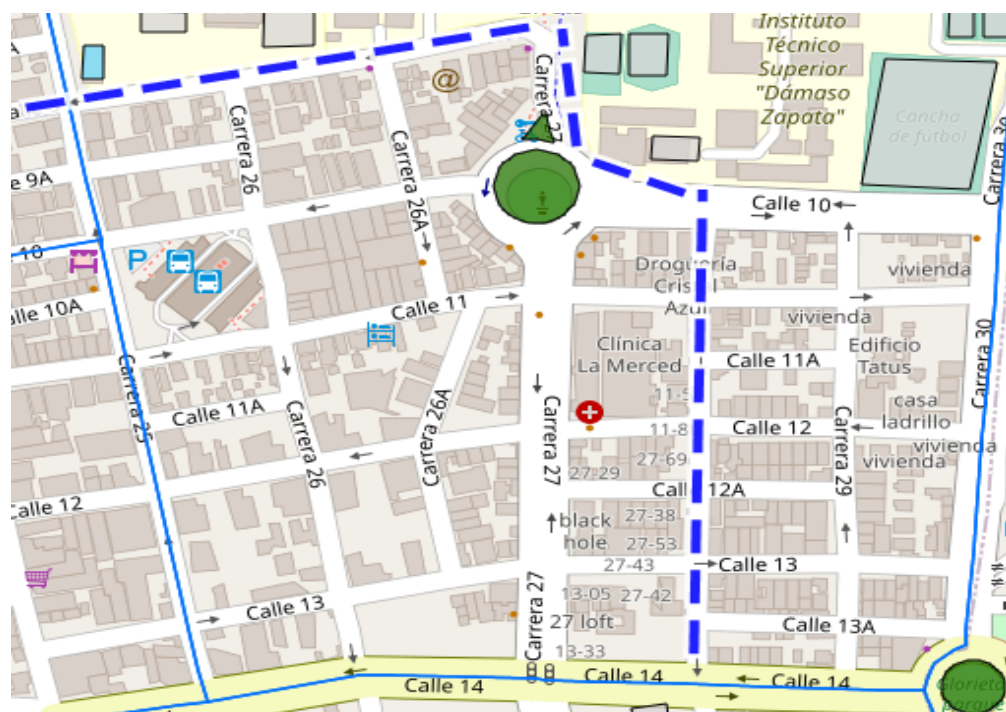 Instituto
Técnico
Superior
"Dámaso
Zapata"
Cancha
de fútbol
Carrera 27
@
Carrera 26
Carrera 26A
Carrera 30
9A
Calle 10
10
P
Droguería
Cristal
Azul
vivienda
Calle 11
10A
vivienda
Clínica
La Merced
Calle 11A
Edificio
Tatus
Carrera 30
Carrera 25
Calle 11A
Carrera 26
Carrera 26A
Carrera 27
casa
ladrillo
11-8
Calle 12
Carrera 29
vivienda
vivienda
27-29
27-69
Calle 12
12A
black
hole
27-38
27-53
27-43
Calle 13
Calle 13
13-05
27-42
27 loft
Calle 13A
13-33
Carrera 27
Calle 14
Calle 14
Calle 14
Glorieta